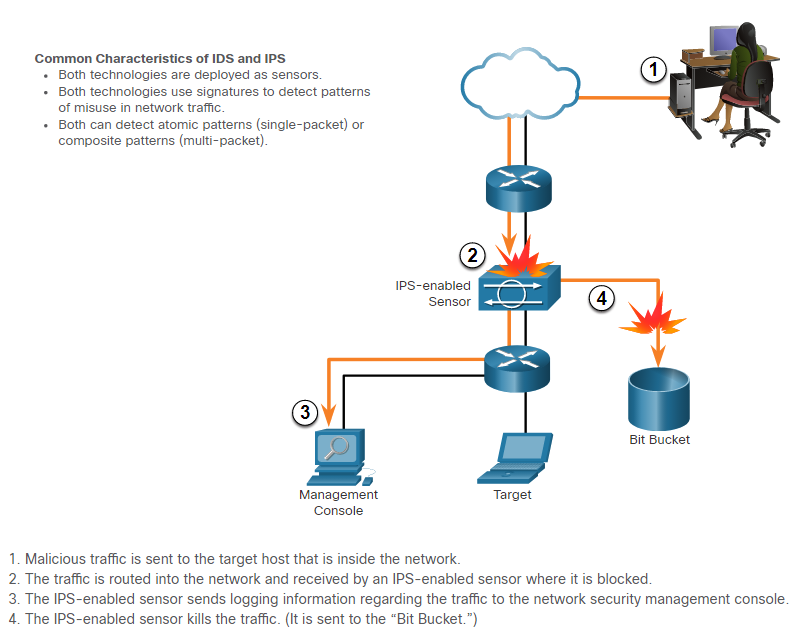 Common Characteristics of IDS and IPS
• Both technologies are deployed as sensors.
• Both technologies use signatures to detect patterns
of misuse in network traffic.
• Both can detect atomic patterns (single-packet) or
composite patterns (multi-packet).
1
2
IPS-enabled
Sensor
4
3
Bit Bucket
Management
Console
Target
1. Malicious traffic is sent to the target host that is inside the network.
2. The traffic is routed into the network and received by an IPS-enabled sensor where it is blocked.
3. The IPS-enabled sensor sends logging information regarding the traffic to the network security management console.
4. The IPS-enabled sensor kills the traffic. (It is sent to the “Bit Bucket.”)